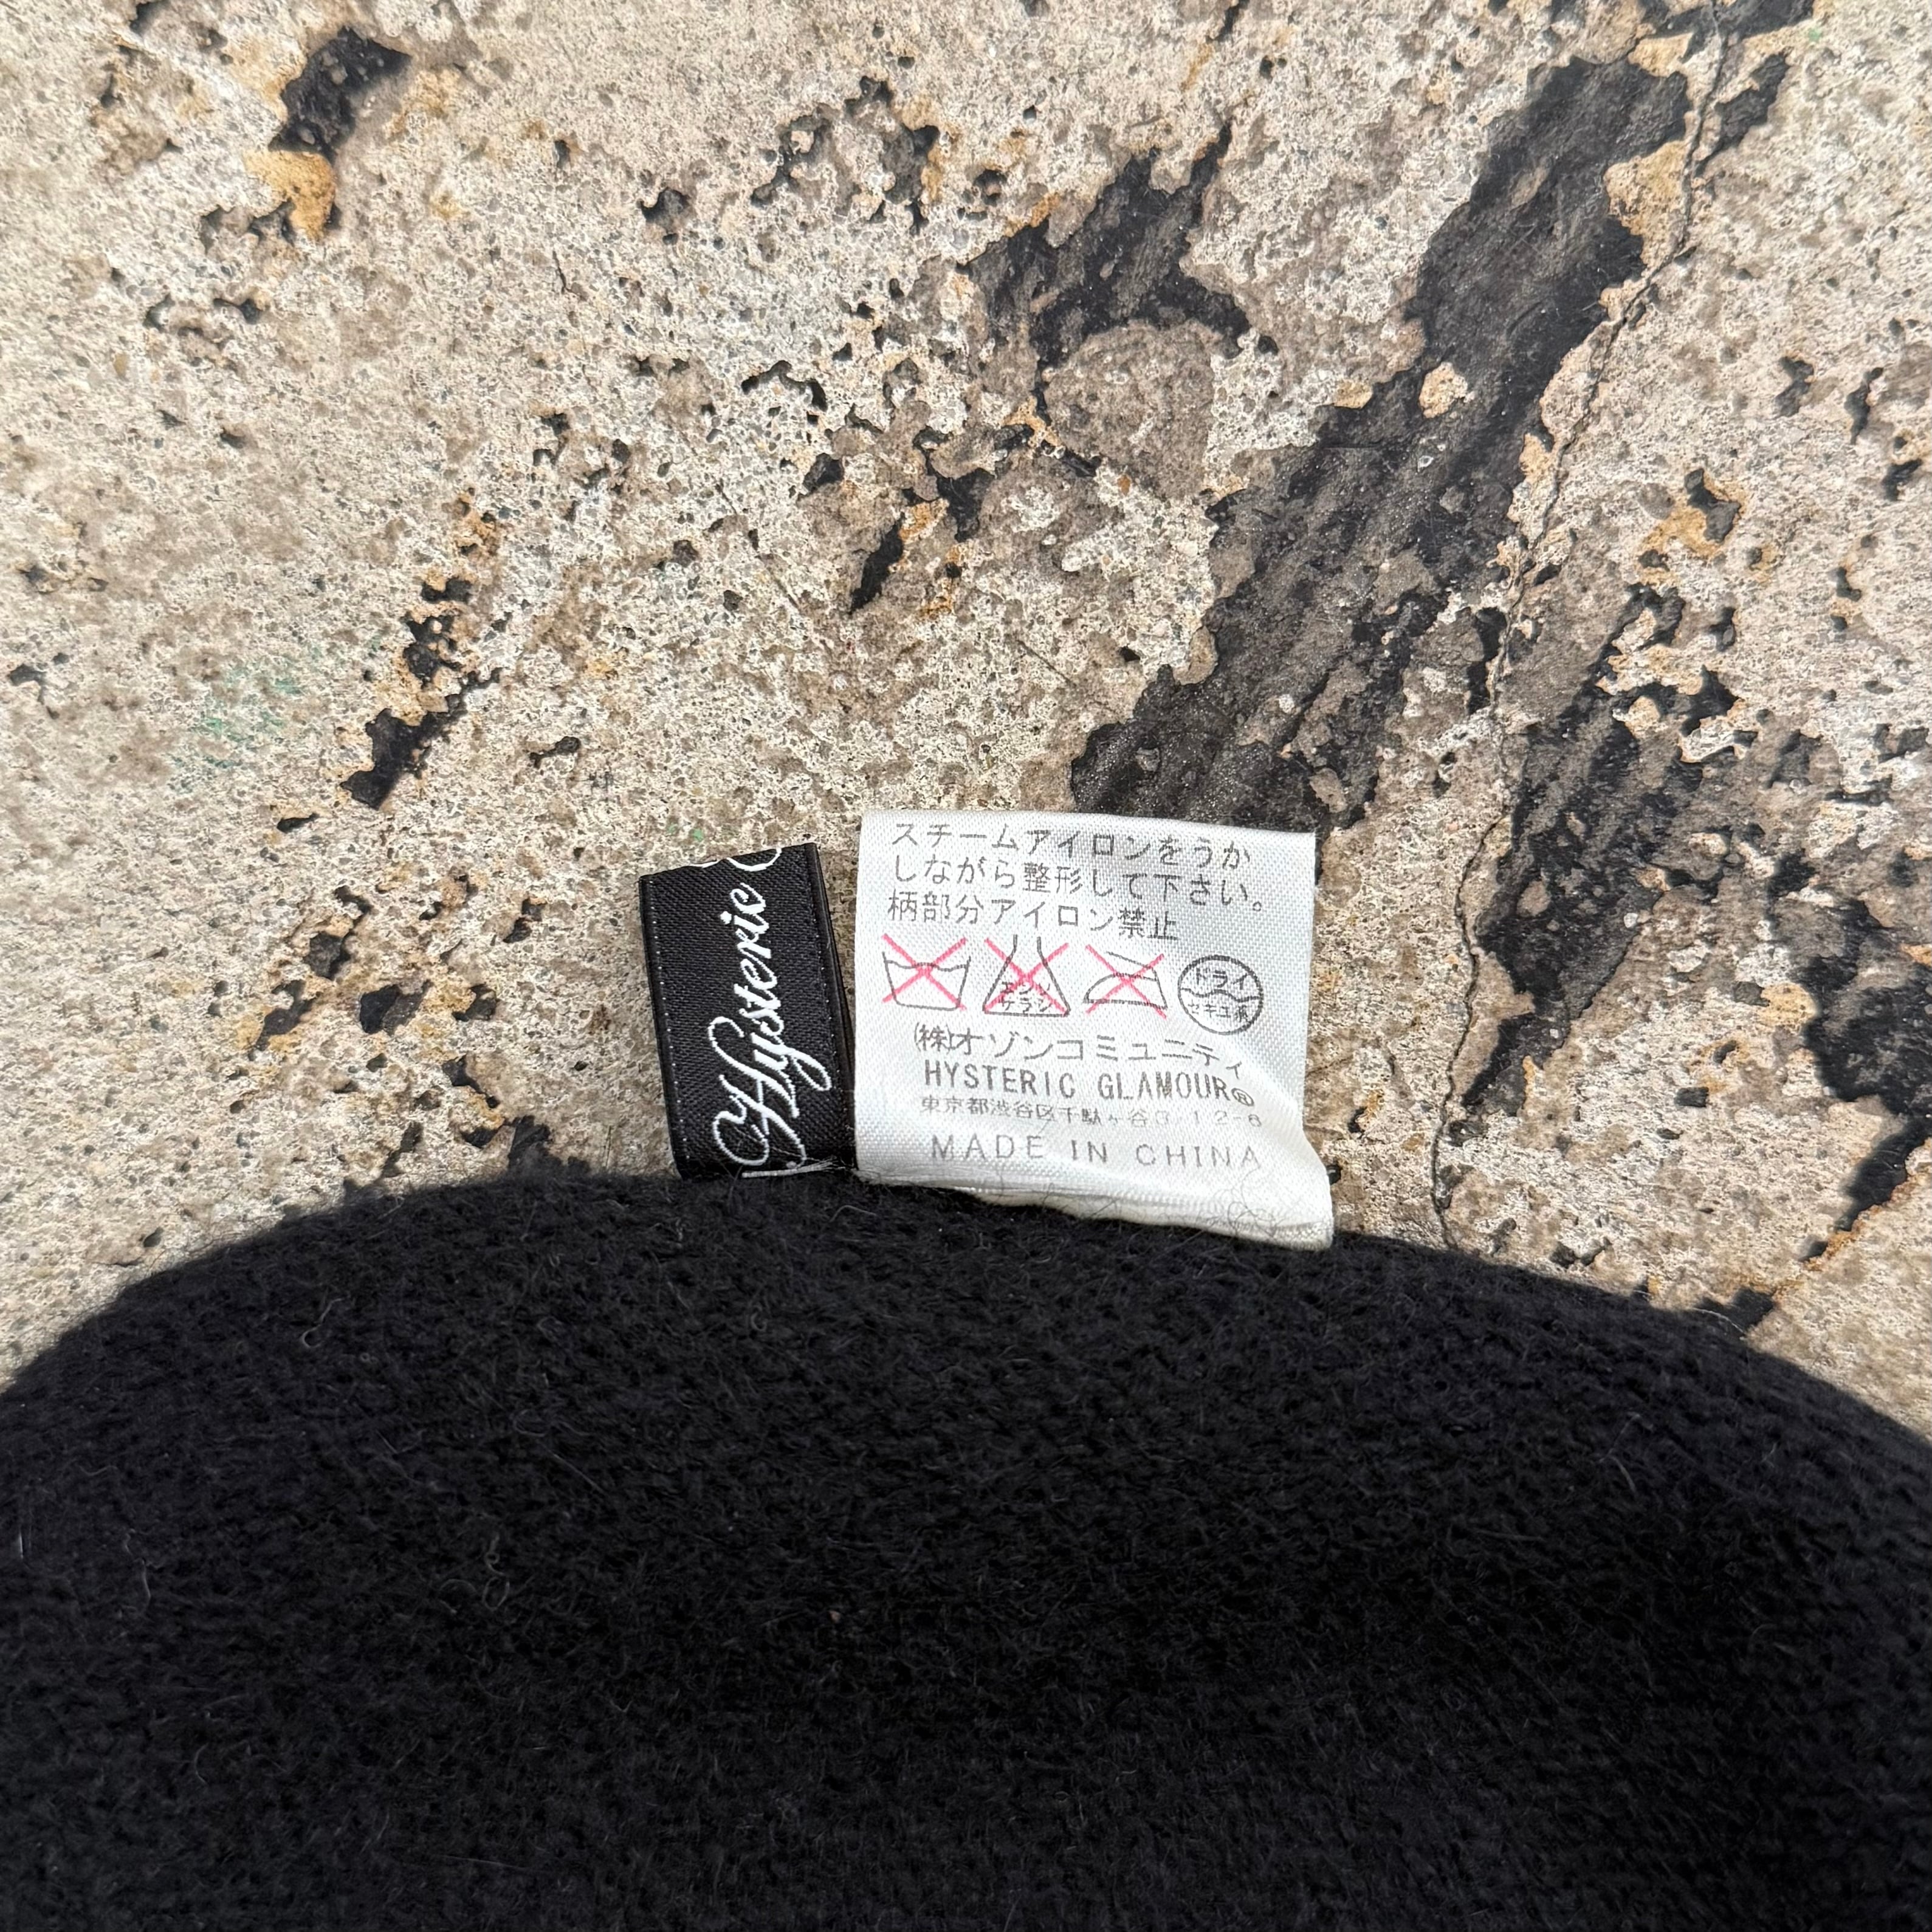 Hysteric
スチームアイロンをうか
しながら整形して下さい。
柄部分アイロン禁止
エンソ
サラシ
ドライ
セキユ系
㈱オゾンコミュニティ
HYSTERIC GLAMOUR®
東京都渋谷区千駄ヶ谷3-12-8
MADE IN CHINA